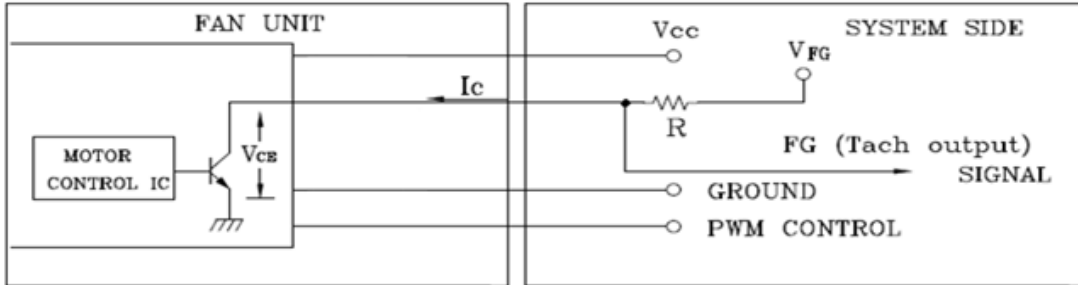 FAN UNIT
SYSTEM SIDE
Vcc
VFG
Ic
R
VCE
MOTOR
CONTROL IC
FG (Tach output)
SIGNAL
GROUND
PWM CONTROL